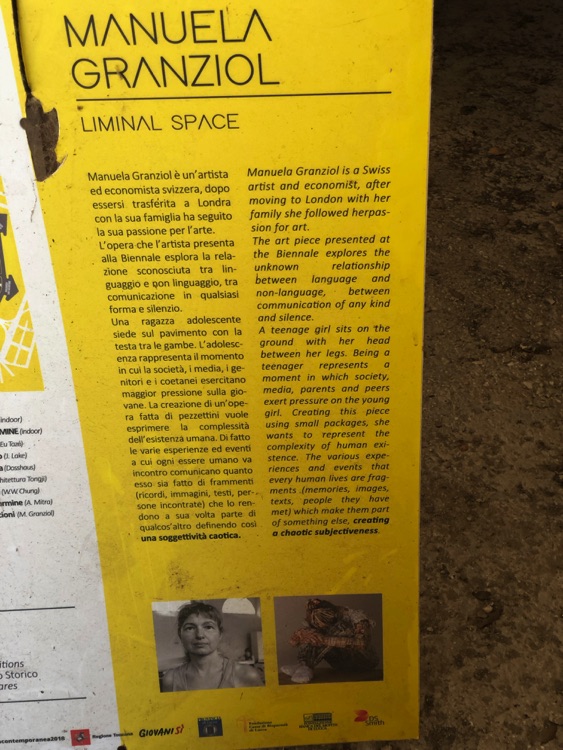 MANUELA
GRANZIOL
LIMINAL SPACE
Manuela Granziol è un'artista
ed economista svizzera, dopo
essersi trasferita a Londra
con la sua famiglia ha seguito
la sua passione per l'arte.
L'opera che l'artista presenta
alla Biennale esplora la rela-
zione sconosciuta tra lin-
guaggio e non linguaggio, tra
comunicazione in qualsiasi
forma e silenzio.
Una ragazza adolescente
siede sul pavimento con la
testa tra le gambe. L'adolesc-
enza rappresenta il momento
in cui la società, i media, i ge-
nitori e i coetanei esercitano
maggior pressione sulla gio-
vane. La creazione di un'ope-
ra fatta di pezzettini vuole
esprimere la complessità
dell'esistenza umana. Di fatto
le varie esperienze ed eventi
a cui ogni essere umano va
incontro comunicano quanto
esso sia fatto di frammenti
(ricordi, immagini, testi, per-
sone incontrate) che lo ren-
dono a sua volta parte di
qualcos'altro definendo così
una soggettività caotica.
Manuela Granziol is a Swiss
artist and economist, after
moving to London with her
family she followed herpas-
sion for art.
The art piece presented at
the Biennale explores the
unknown relationship
between language and
non-language, between
communication of any kind
and silence.
A teenage girl sits on the
ground with her head
between her legs. Being a
teenager represents a
moment in which society,
media, parents and peers
exert pressure on the young
girl. Creating this piece
using small packages, she
wants to represent the
complexity of human exi-
stence. The various expe-
riences and events that
every human lives are frag-
ments (memories, images,
texts, people they have
met) which make them part
of something else, creating
a chaotic subjectiveness.
indoor)
MINE (indoor)
Eu Toaè)
(J. Lake)
(Dosshaus)
hitettura Tongji)
(W.W. Chung)
ermine (A. Mitra)
cioni (M. Granziol)
itions
o Storico
ares
contemporanea2016
Regione Toscana
GIOVANISÌ